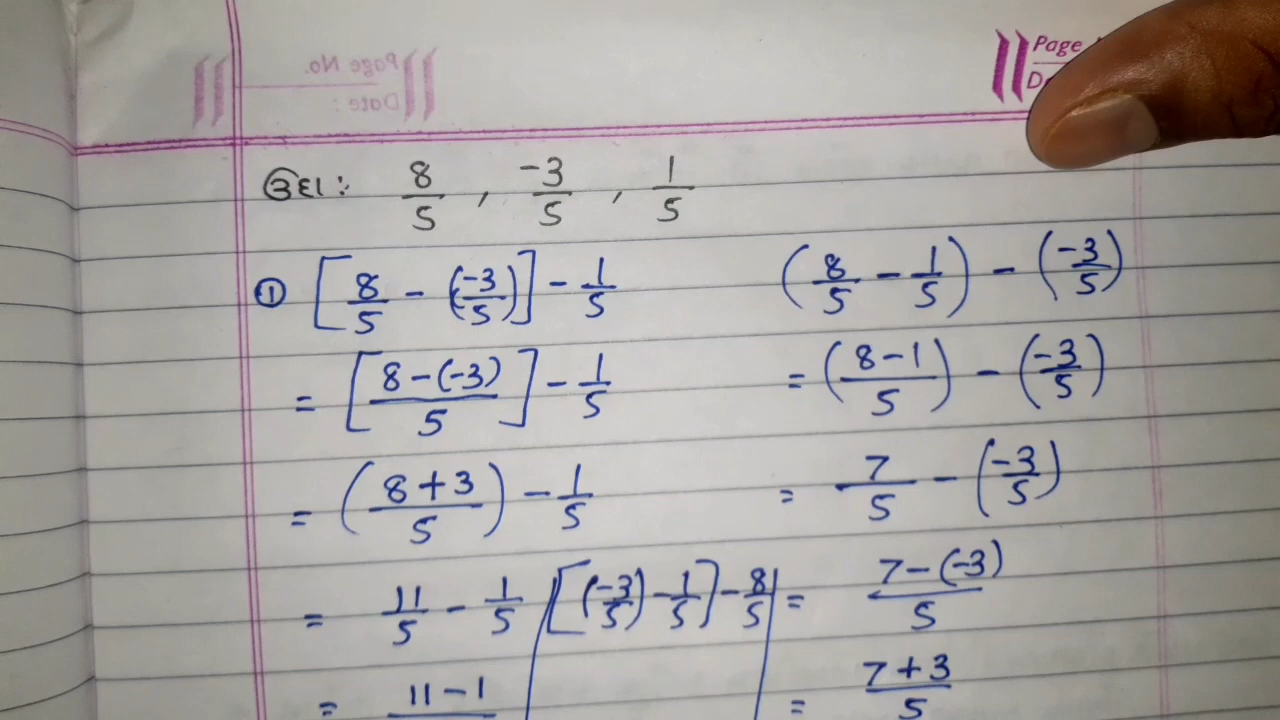 Page
ઉદા: 8/5 , -3/5 , 1/5
① [8/5 - (-3/5)] - 1/5
= [(8-(-3))/5] - 1/5
= ((8+3)/5) - 1/5
= 11/5 - 1/5
= 11-1
[(-3/5) - 1/5] - 8/5
(8/5 - 1/5) - (-3/5)
= ((8-1)/5) - (-3/5)
= 7/5 - (-3/5)
= (7-(-3))/5
= (7+3)/5
Page No.
Date :